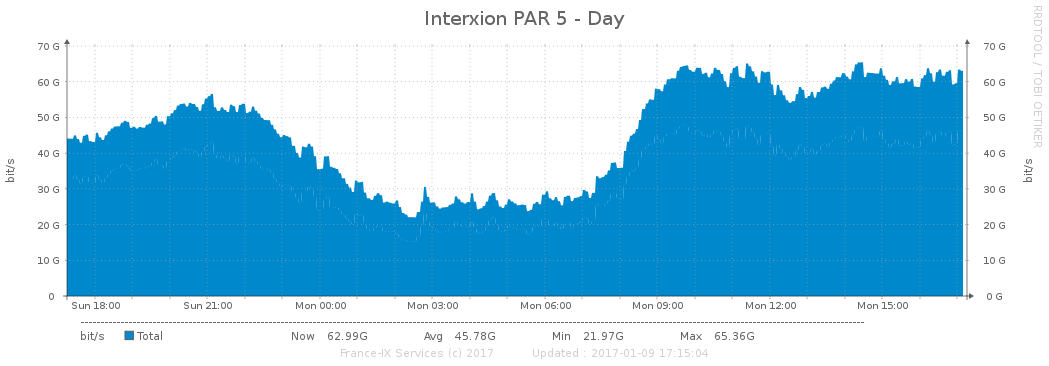 Interxion PAR 5 - Day
RRDTOOL / TOBI OETIKER
70 G 70 G
60 G 60 G
50 G 50 G
40 G 40 G
30 G 30 G
20 G 20 G
10 G 10 G
0 0 G
bit/s
bit/s
Sun 18:00 Sun 21:00 Mon 00:00 Mon 03:00 Mon 06:00 Mon 09:00 Mon 12:00 Mon 15:00
bit/s Total Now 62.99G Avg 45.78G Min 21.97G Max 65.36G
France-IX Services (c) 2017 Updated : 2017-01-09 17:15:04